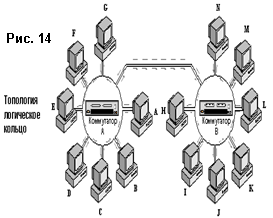 G
N
Рис. 14
F
M
Топология
логическое
кольцо
E
A
H
L
Коммутатор
A
Коммутатор
B
D
B
I
K
C
J